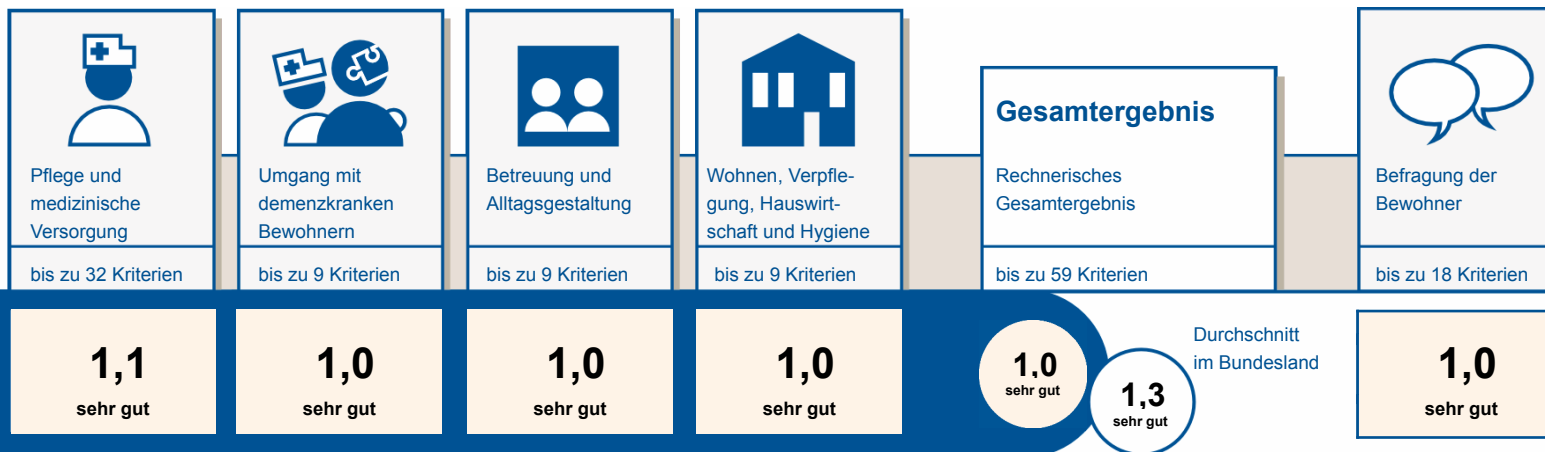 Pflege und
medizinische
Versorgung
bis zu 32 Kriterien
1,1
sehr gut
Umgang mit
demenzkranken
Bewohnern
bis zu 9 Kriterien
1,0
sehr gut
Betreuung und
Alltagsgestaltung
bis zu 9 Kriterien
1,0
sehr gut
Wohnen, Verpfle-
gung, Hauswirt-
schaft und Hygiene
bis zu 9 Kriterien
1,0
sehr gut
Gesamtergebnis
Rechnerisches
Gesamtergebnis
bis zu 59 Kriterien
1,0
sehr gut
1,3
sehr gut
Durchschnitt
im Bundesland
Befragung der
Bewohner
bis zu 18 Kriterien
1,0
sehr gut